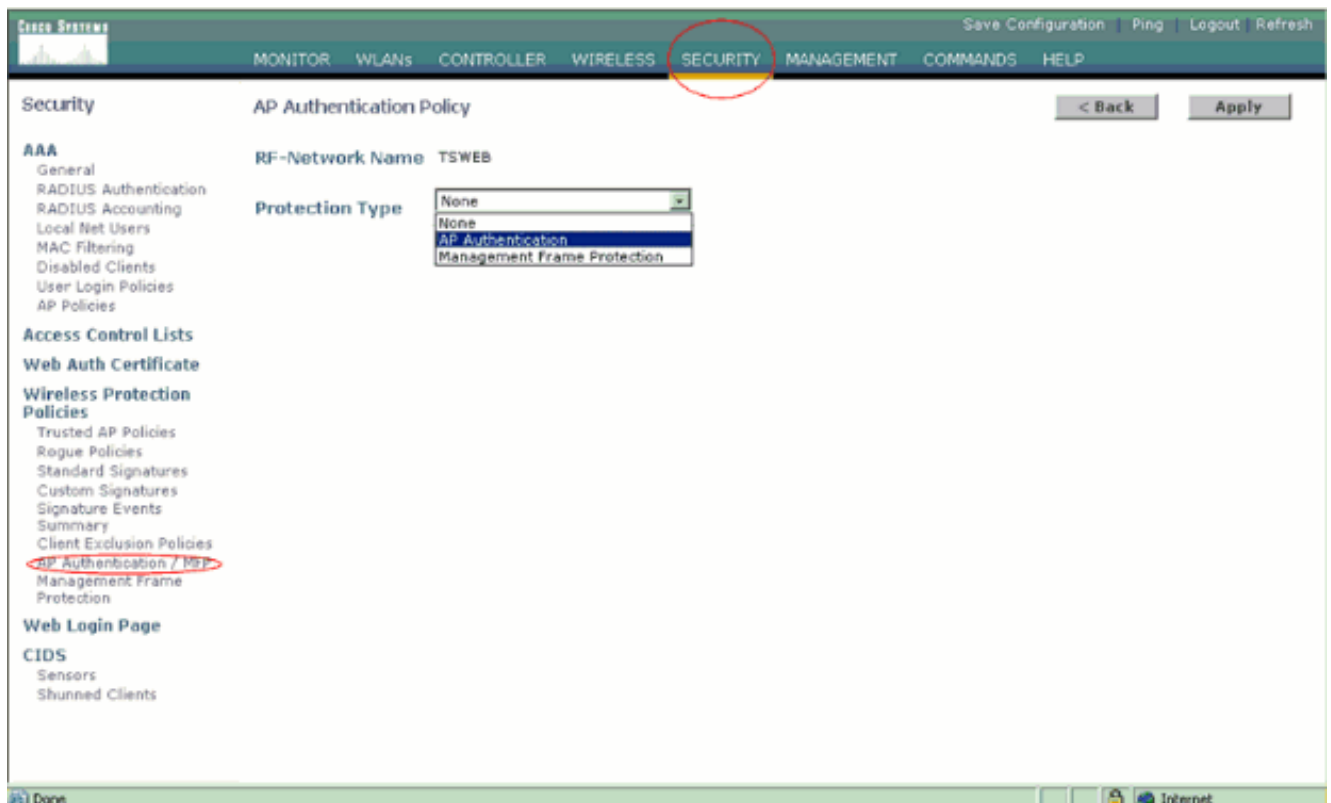 CISCO SYSTEMS
Save Configuration | Ping | Logout | Refresh
MONITOR WLANs CONTROLLER WIRELESS SECURITY MANAGEMENT COMMANDS HELP
Security
AAA
General
RADIUS Authentication
RADIUS Accounting
Local Net Users
MAC Filtering
Disabled Clients
User Login Policies
AP Policies
Access Control Lists
Web Auth Certificate
Wireless Protection
Policies
Trusted AP Policies
Rogue Policies
Standard Signatures
Custom Signatures
Signature Events
Summary
Client Exclusion Policies
AP Authentication / MFP
Management Frame
Protection
Web Login Page
CIDS
Sensors
Shunned Clients
AP Authentication Policy
< Back
Apply
RF-Network Name TSWEB
Protection Type None
None
AP Authentication
Management Frame Protection
Done
Internet